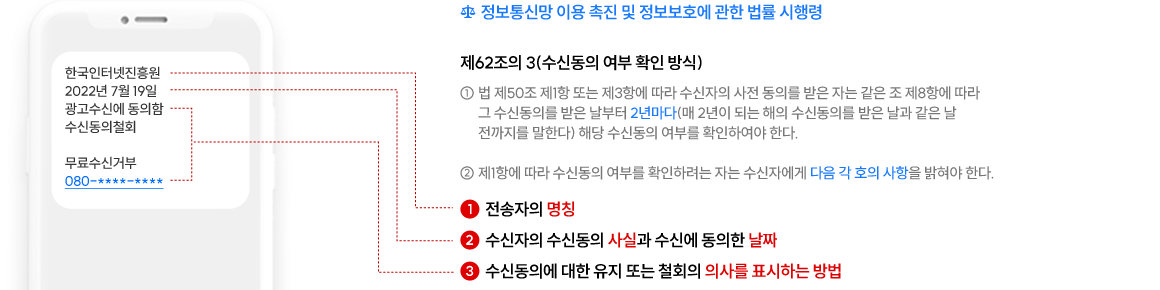 한국인터넷진흥원
2022년 7월 19일
광고수신에 동의함
수신동의철회
무료수신거부
080-****-****
정보통신망 이용 촉진 및 정보보호에 관한 법률 시행령
제62조의 3(수신동의 여부 확인 방식)
① 법 제50조 제1항 또는 제3항에 따라 수신자의 사전 동의를 받은 자는 같은 조 제8항에 따라
그 수신동의를 받은 날부터 2년마다(매 2년이 되는 해의 수신동의를 받은 날과 같은 날
전까지를 말한다) 해당 수신동의 여부를 확인하여야 한다.
② 제1항에 따라 수신동의 여부를 확인하려는 자는 수신자에게 다음 각 호의 사항을 밝혀야 한다.
1 전송자의 명칭
2 수신자의 수신동의 사실과 수신에 동의한 날짜
3 수신동의에 대한 유지 또는 철회의 의사를 표시하는 방법